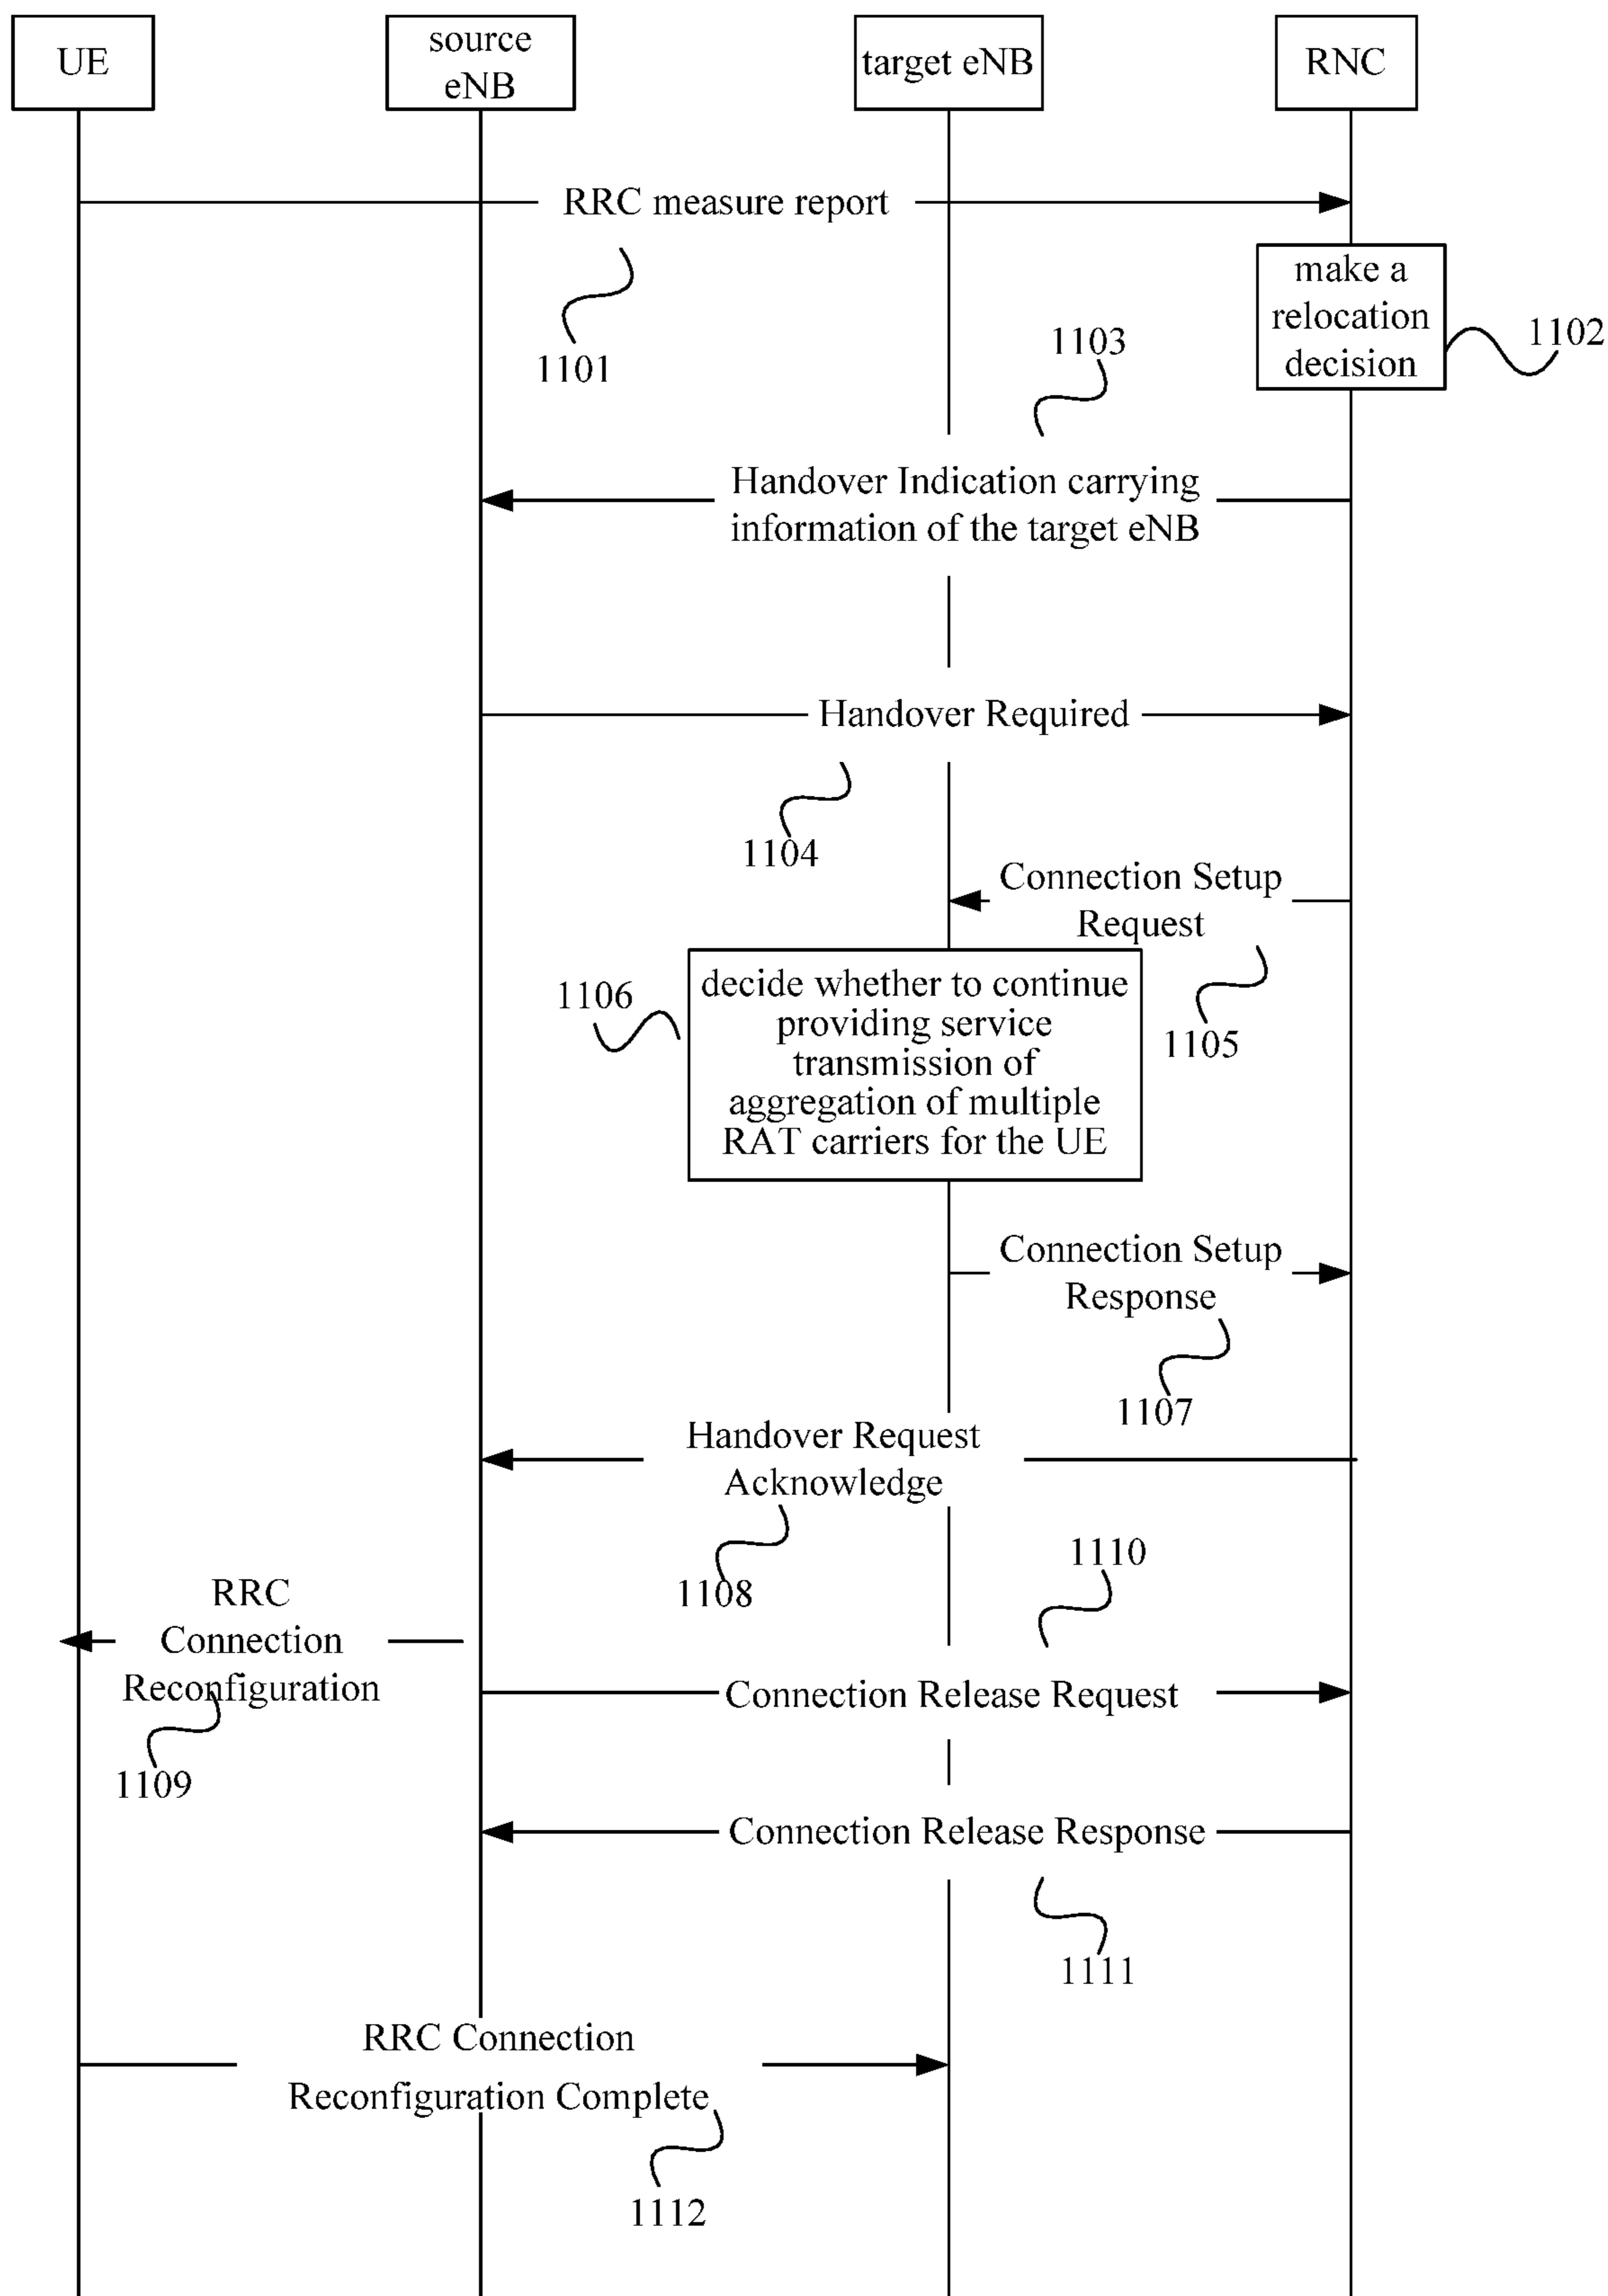 UE
source
eNB
target eNB
RNC
RRC measure report
1101
make a
relocation
decision
1102
1103
Handover Indication carrying
information of the target eNB
Handover Required
1104
Connection Setup
Request
1105
1106
decide whether to continue
providing service
transmission of
aggregation of multiple
RAT carriers for the UE
Connection Setup
Response
1107
Handover Request
Acknowledge
1108
RRC
Connection
Reconfiguration
1109
1110
Connection Release Request
Connection Release Response
1111
RRC Connection
Reconfiguration Complete
1112